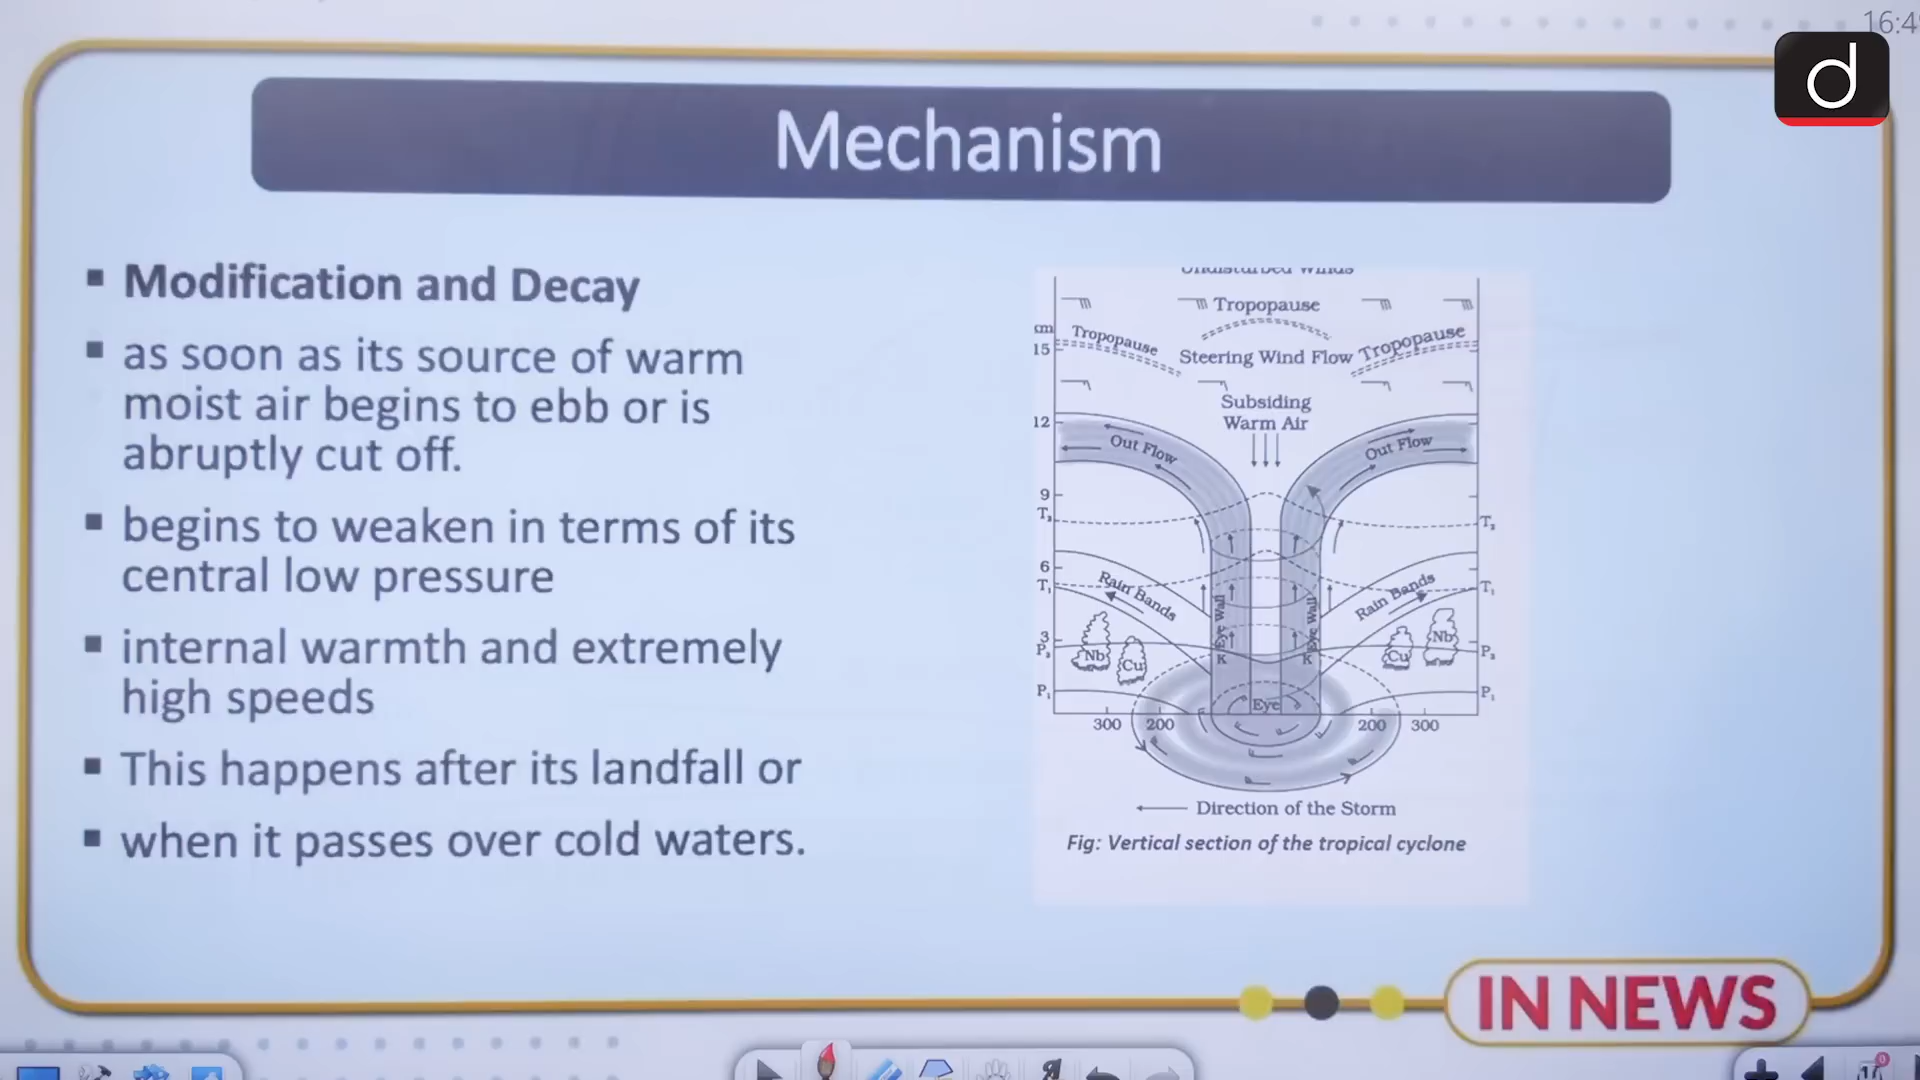 16:4
d
Mechanism
Modification and Decay
as soon as its source of warm
moist air begins to ebb or is
abruptly cut off.
begins to weaken in terms of its
central low pressure
internal warmth and extremely
high speeds
This happens after its landfall or
when it passes over cold waters.
Undisturbed Winds
Tropopause
Tropopause
Steering Wind Flow
Tropopause
Subsiding
Warm Air
Out Flow
Out Flow
15
12
9
6
3
T₁
T₁
P₁
P₁
Rain Bands
Rain Bands
Eye Wall
Eye Wall
Nb
Cu
Cu
Nb
K
K
Eye
300 200 200 300
Direction of the Storm
Fig: Vertical section of the tropical cyclone
IN NEWS